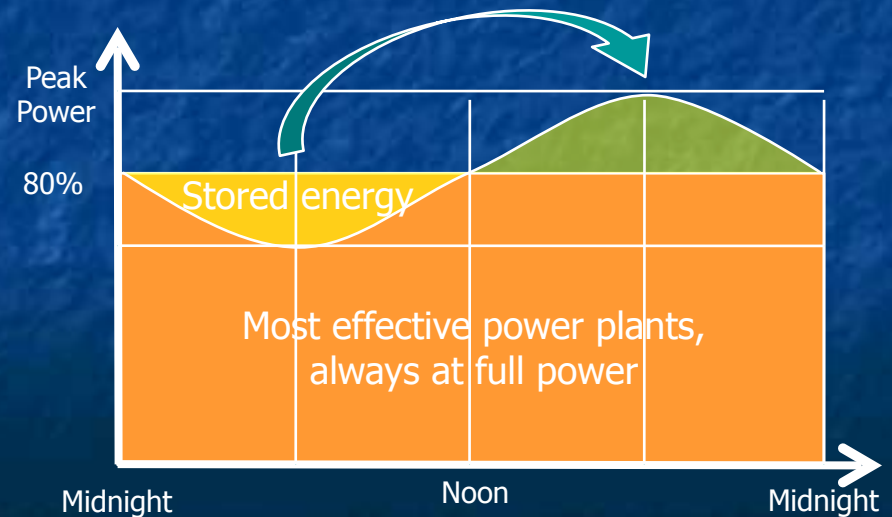 Peak
Power
80%
Stored energy
Most effective power plants,
always at full power
Midnight
Noon
Midnight